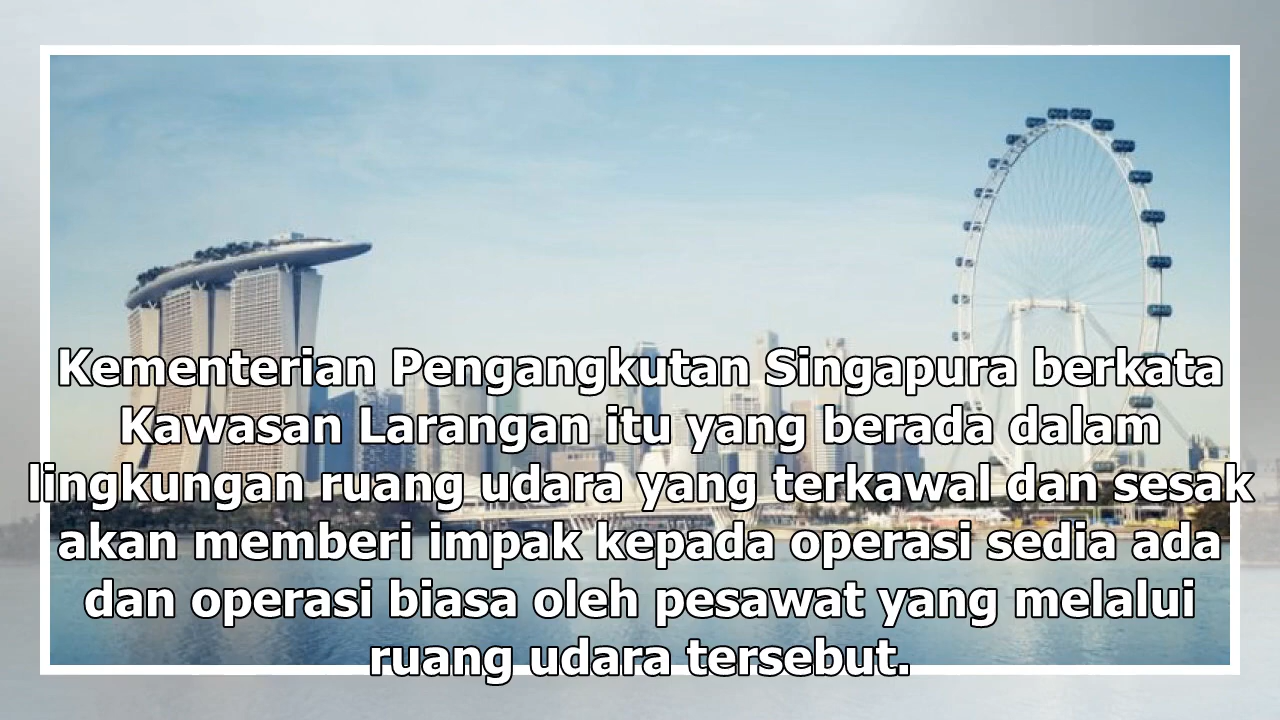 Kementerian Pengangkutan Singapura berkata
Kawasan Larangan itu yang berada dalam
lingkungan ruang udara yang terkawal dan sesak
akan memberi impak kepada operasi sedia ada
dan operasi biasa oleh pesawat yang melalui
ruang udara tersebut.